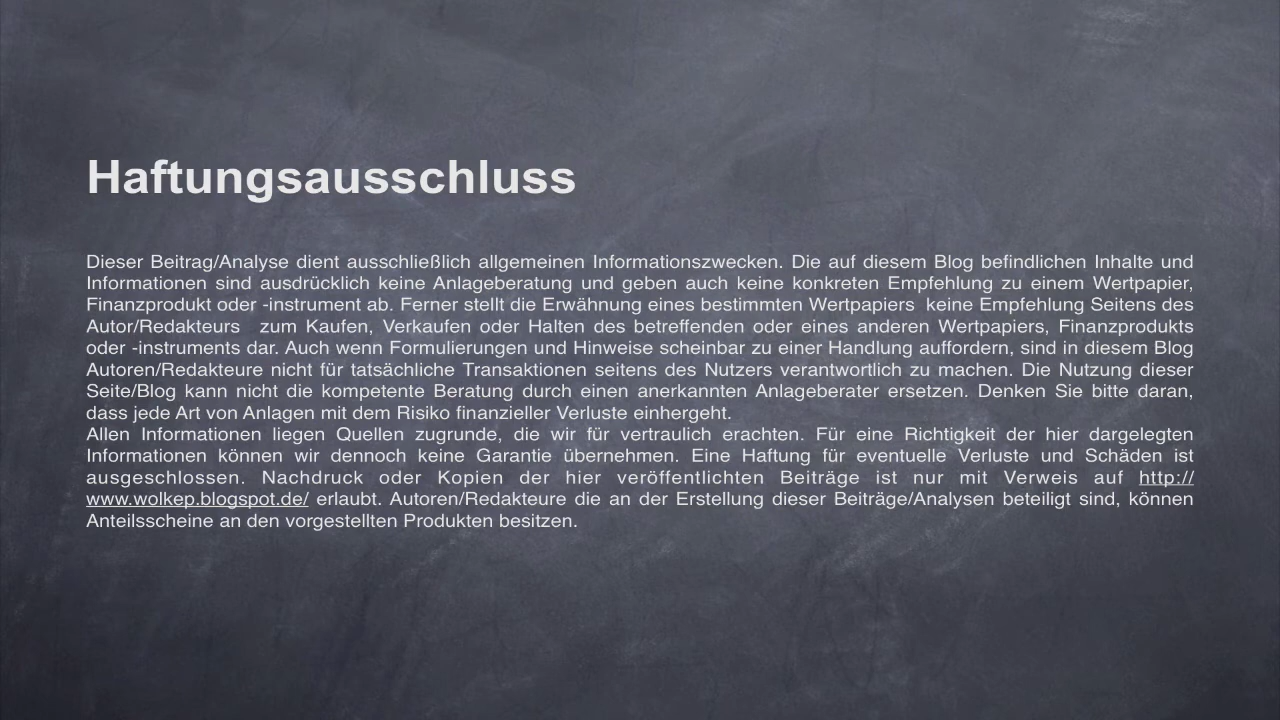 Haftungsausschluss
Dieser Beitrag/Analyse dient ausschließlich allgemeinen Informationszwecken. Die auf diesem Blog befindlichen Inhalte und
Informationen sind ausdrücklich keine Anlageberatung und geben auch keine konkreten Empfehlung zu einem Wertpapier,
Finanzprodukt oder -instrument ab. Ferner stellt die Erwähnung eines bestimmten Wertpapiers keine Empfehlung Seitens des
Autor/Redakteurs zum Kaufen, Verkaufen oder Halten des betreffenden oder eines anderen Wertpapiers, Finanzprodukts
oder -instruments dar. Auch wenn Formulierungen und Hinweise scheinbar zu einer Handlung auffordern, sind in diesem Blog
Autoren/Redakteure nicht für tatsächliche Transaktionen seitens des Nutzers verantwortlich zu machen. Die Nutzung dieser
Seite/Blog kann nicht die kompetente Beratung durch einen anerkannten Anlageberater ersetzen. Denken Sie bitte daran,
dass jede Art von Anlagen mit dem Risiko finanzieller Verluste einhergeht.
Allen Informationen liegen Quellen zugrunde, die wir für vertraulich erachten. Für eine Richtigkeit der hier dargelegten
Informationen können wir dennoch keine Garantie übernehmen. Eine Haftung für eventuelle Verluste und Schäden ist
ausgeschlossen. Nachdruck oder Kopien der hier veröffentlichten Beiträge ist nur mit Verweis auf http://
www.wolkep.blogspot.de/ erlaubt. Autoren/Redakteure die an der Erstellung dieser Beiträge/Analysen beteiligt sind, können
Anteilsscheine an den vorgestellten Produkten besitzen.